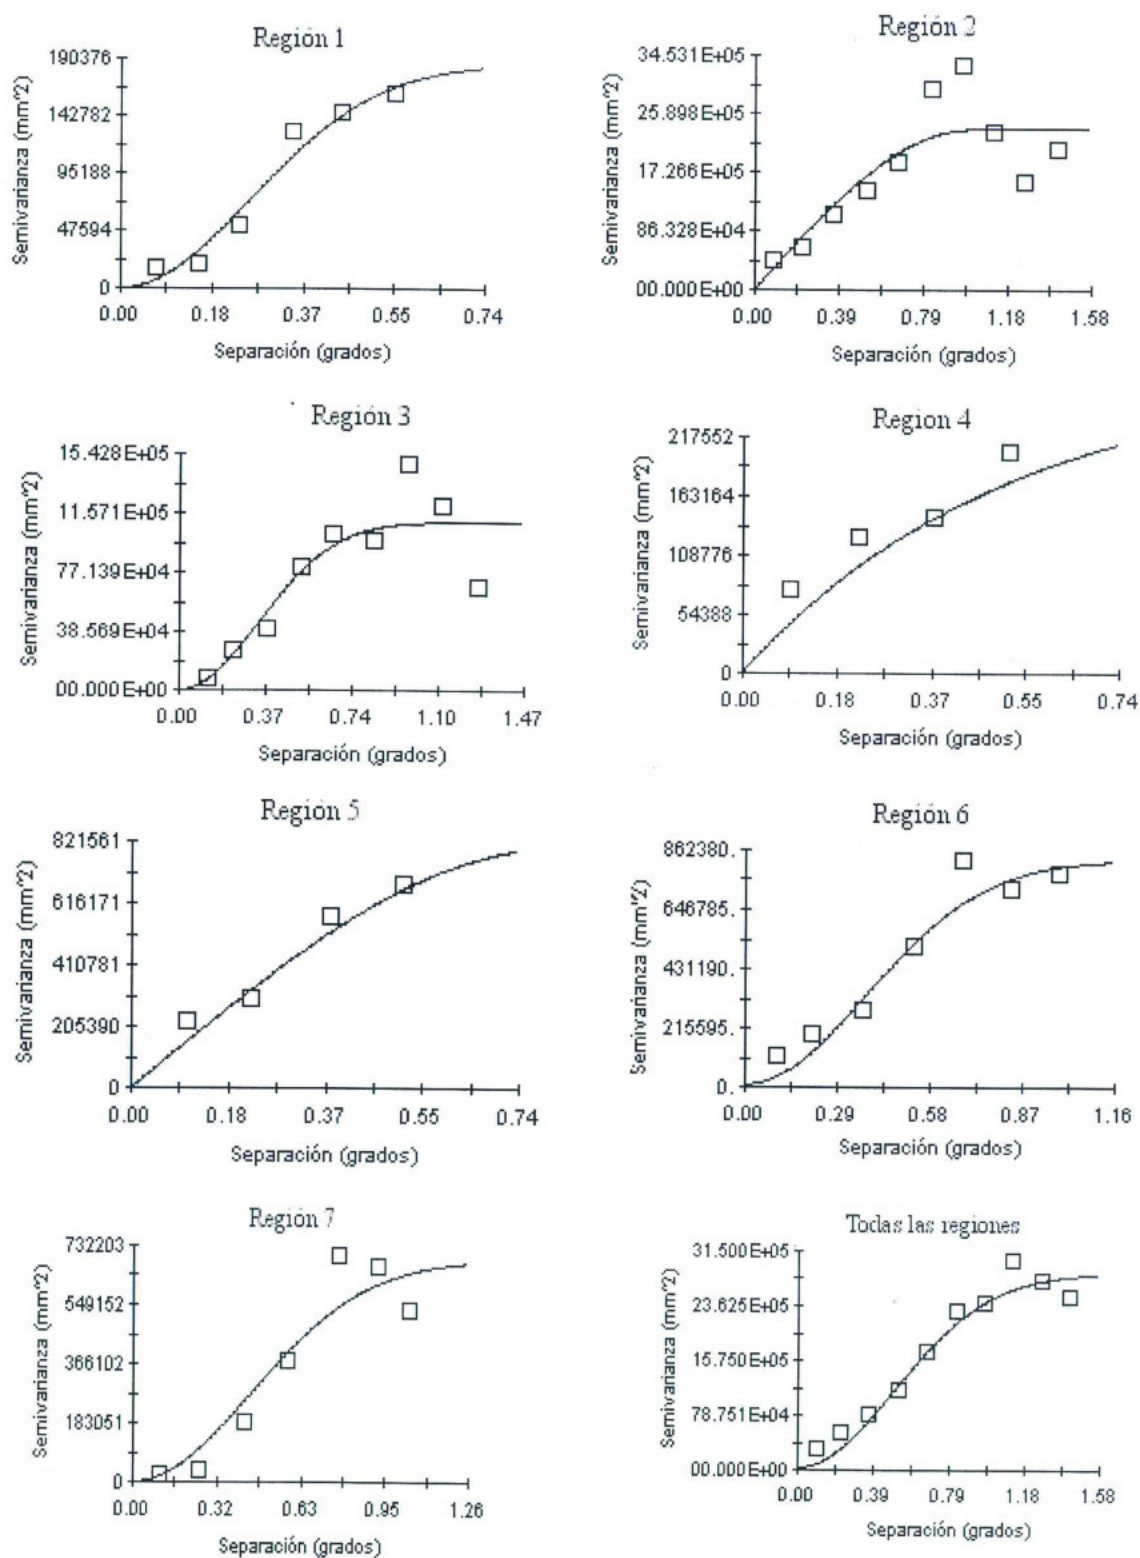 Región 1
190376
142782
95188
47594
0
0.00 0.18 0.37 0.55 0.74
Semivarianza (mm^2)
Separación (grados)
Región 2
34.531E+05
25.898E+05
17.266E+05
86.328E+04
00.000E+00
0.00 0.39 0.79 1.18 1.58
Semivarianza (mm^2)
Separación (grados)
Región 3
15.428E+05
11.571E+05
77.139E+04
38.569E+04
00.000E+00
0.00 0.37 0.74 1.10 1.47
Semivarianza (mm^2)
Separación (grados)
Region 4
217552
163164
108776
54388
0
0.00 0.18 0.37 0.55 0.74
Semivarianza (mm^2)
Separación (grados)
Región 5
821561
616171
410781
205390
0
0.00 0.18 0.37 0.55 0.74
Semivarianza (mm^2)
Separación (grados)
Región 6
862380.
646785.
431190.
215595.
0.
0.00 0.29 0.58 0.87 1.16
Semivarianza (mm^2)
Separación (grados)
Región 7
732203
549152
366102
183051
0
0.00 0.32 0.63 0.95 1.26
Semivarianza (mm^2)
Separación (grados)
Todas las regiones
31.500E+05
23.625E+05
15.750E+05
78.751E+04
00.000E+00
0.00 0.39 0.79 1.18 1.58
Semivarianza (mm^2)
Separación (grados)